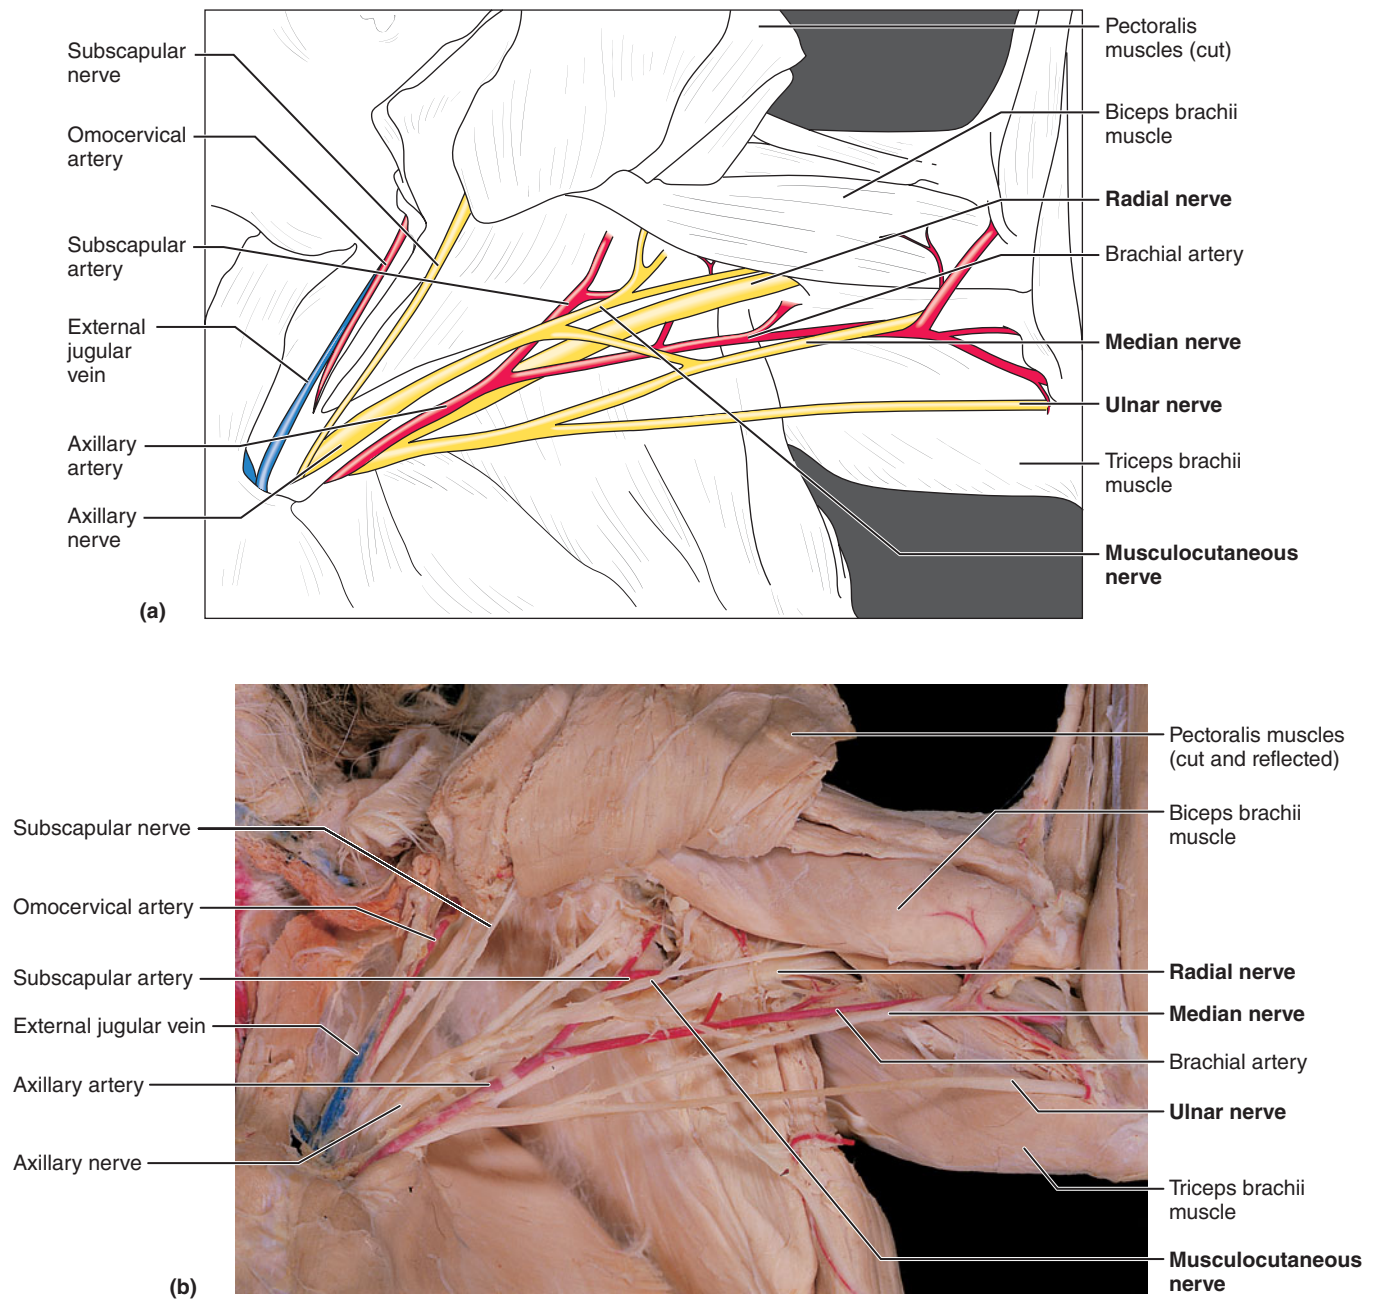 Subscapular
nerve
Omocervical
artery
Subscapular
artery
External
jugular
vein
Axillary
artery
Axillary
nerve
(a)
Pectoralis
muscles (cut)
Biceps brachii
muscle
Radial nerve
Brachial artery
Median nerve
Ulnar nerve
Triceps brachii
muscle
Musculocutaneous
nerve
Subscapular nerve
Omocervical artery
Subscapular artery
External jugular vein
Axillary artery
Axillary nerve
(b)
Pectoralis muscles
(cut and reflected)
Biceps brachii
muscle
Radial nerve
Median nerve
Brachial artery
Ulnar nerve
Triceps brachii
muscle
Musculocutaneous
nerve